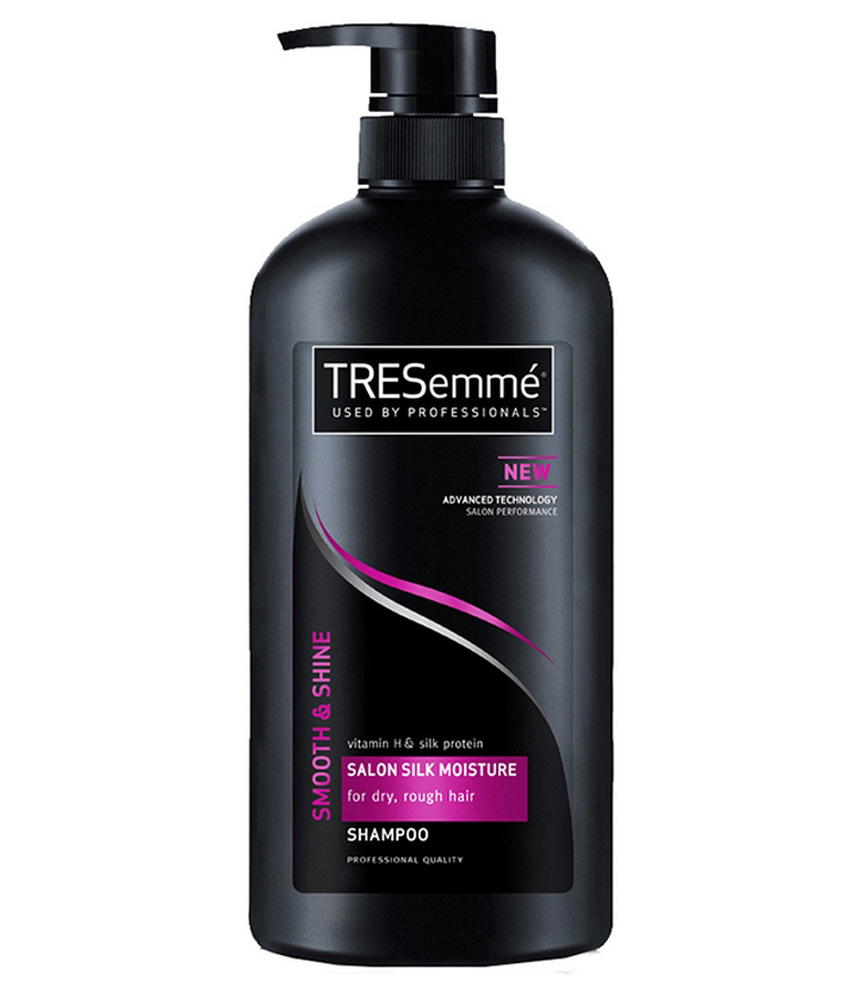 TRESemmé®
USED BY PROFESSIONALS™
NEW
ADVANCED TECHNOLOGY
SALON PERFORMANCE
SMOOTH & SHINE
vitamin H & silk protein
SALON SILK MOISTURE
for dry, rough hair
SHAMPOO
PROFESSIONAL QUALITY